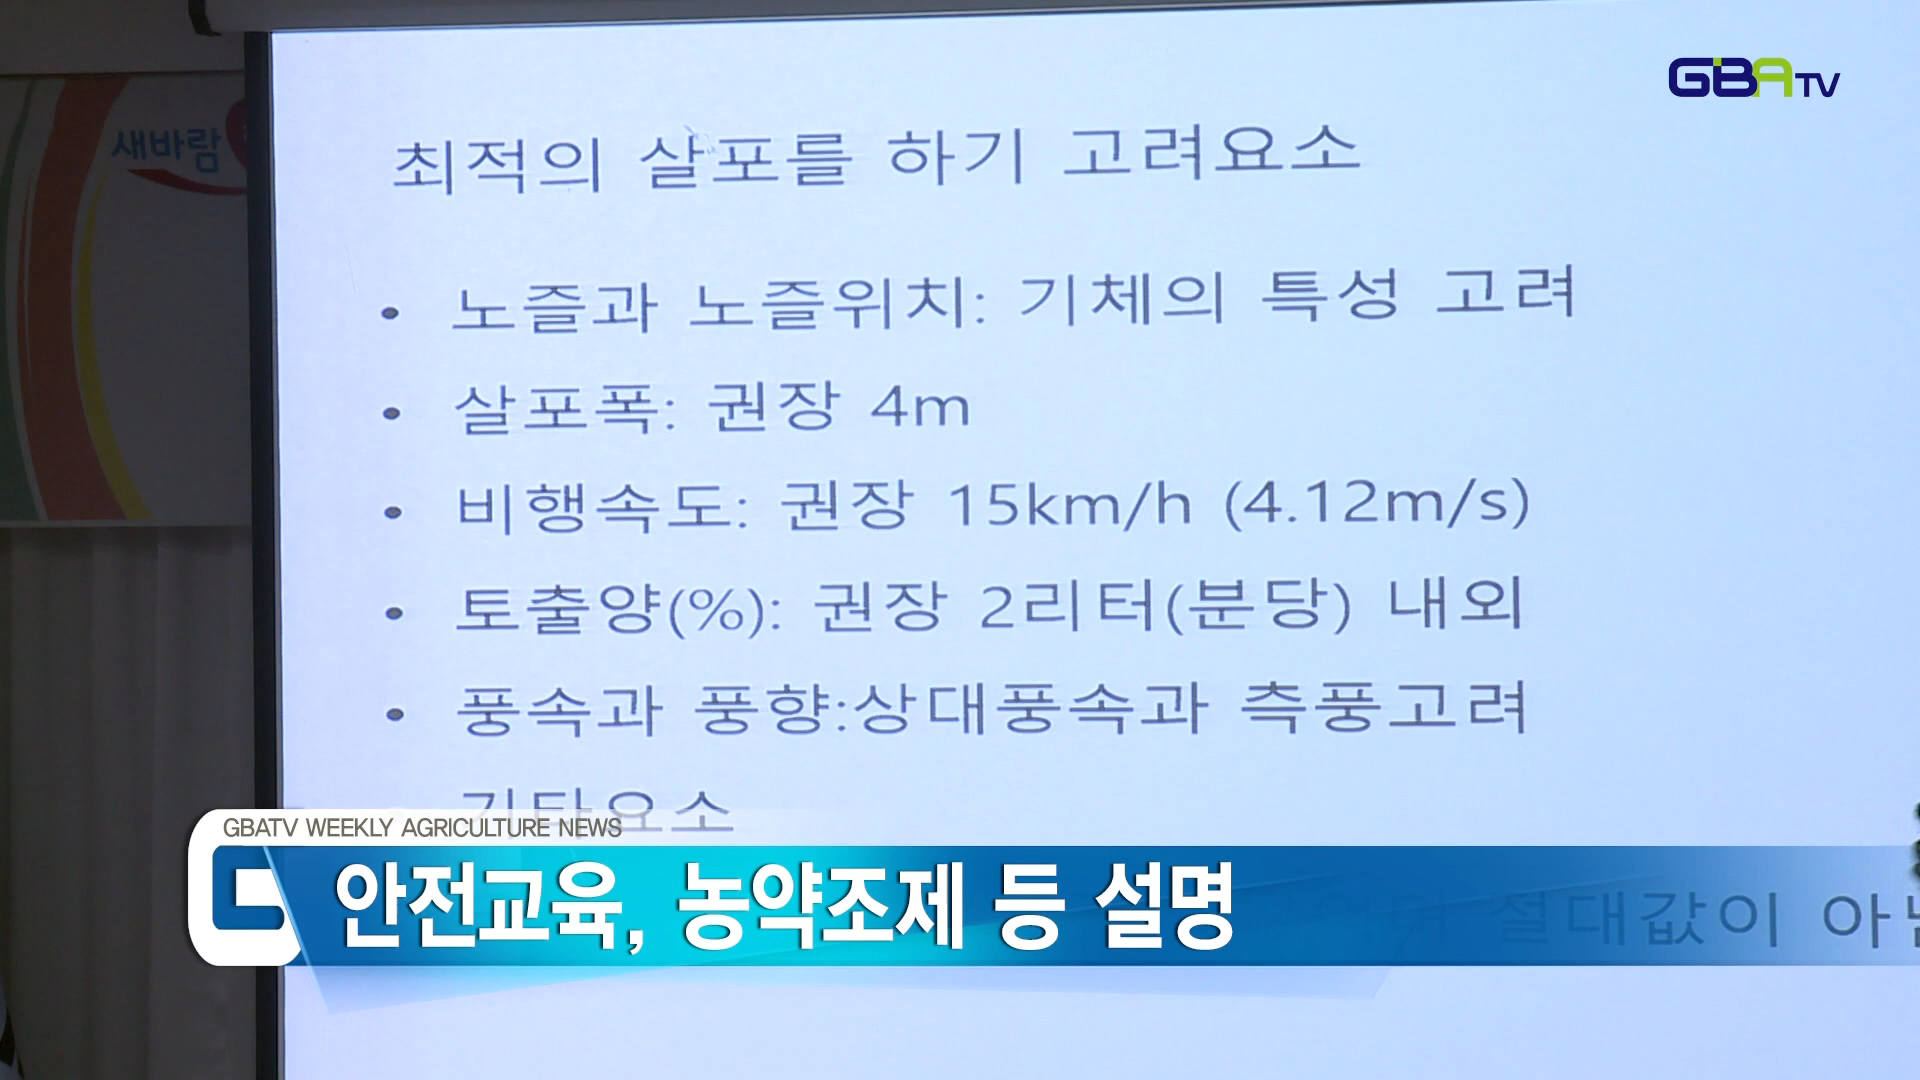 GBATV
새바람
최적의 살포를 하기 고려요소
• 노즐과 노즐위치: 기체의 특성 고려
• 살포폭: 권장 4m
• 비행속도: 권장 15km/h (4.12m/s)
• 토출양(%): 권장 2리터(분당) 내외
• 풍속과 풍향:상대풍속과 측풍고려
기타요소
GBATV WEEKLY AGRICULTURE NEWS
안전교육, 농약조제 등 설명
절대값이